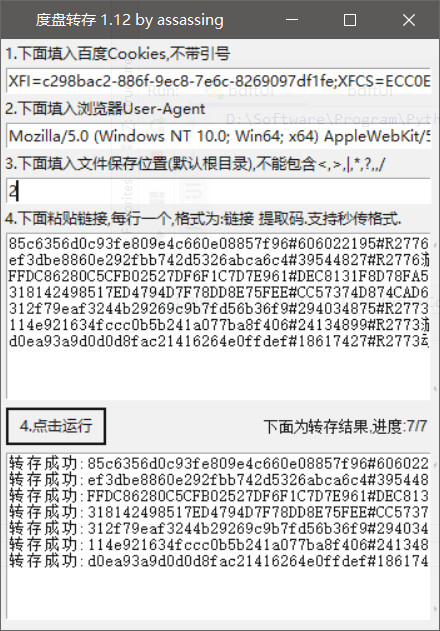 度盘转存 1.12 by assassing
1.下面填入百度Cookies,不带引号
XFI=c298bac2-886f-9ec8-7e6c-8269097df1fe;XFCS=ECC0E
2.下面填入浏览器User-Agent
Mozilla/5.0 (Windows NT 10.0; Win64; x64) AppleWebKit/5
3.下面填入文件保存位置(默认根目录),不能包含<,>,|,*,?,,/
2
4.下面粘贴链接,每行一个,格式为:链接 提取码.支持秒传格式.
85c6356d0c93fe809e4c660e08857f96#606022195#R2776
ef3dbe8860e292fbb742d5326abca6c4#39544827#R2776
FFDC86280C5CFB02527DF6F1C7D7E961#DEC8131F8D78FA5
318142498517ED4794D7F78DD8E75FEE#CC57374D874CAD6
312f79eaf3244b29269c9b7fd56b36f9#294034875#R2773
114e921634fccc0b5b241a077ba8f406#24134899#R2773
d0ea93a9d0d0d8fac21416264e0ffdef#18617427#R2773
4.点击运行
下面为转存结果,进度:7/7
转存成功:85c6356d0c93fe809e4c660e08857f96#606022
转存成功:ef3dbe8860e292fbb742d5326abca6c4#395448
转存成功:FFDC86280C5CFB02527DF6F1C7D7E961#DEC813
转存成功:318142498517ED4794D7F78DD8E75FEE#CC5737
转存成功:312f79eaf3244b29269c9b7fd56b36f9#294034
转存成功:114e921634fccc0b5b241a077ba8f406#241348
转存成功:d0ea93a9d0d0d8fac21416264e0ffdef#186174